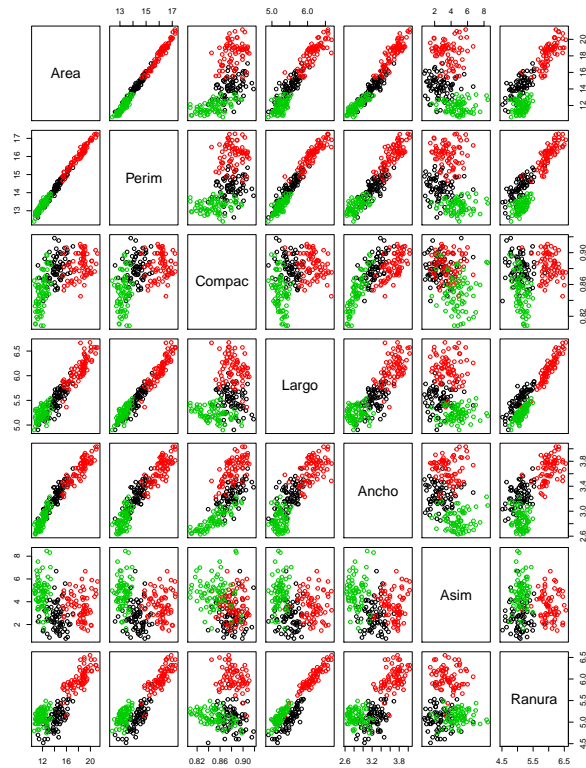 13 14 15 16 17
5.0 6.0
2 4 6 8
Area
12 14 16 18 20
13 14 15 16 17
Perim
Compac
0.82 0.86 0.90
5.0 5.5 6.0 6.5
Largo
Ancho
2.6 3.0 3.4 3.8
2 4 6 8
Asim
Ranura
4.5 5.0 5.5 6.0 6.5
12 16 20
0.82 0.86 0.90
2.6 3.2 3.8
4.5 5.5 6.5